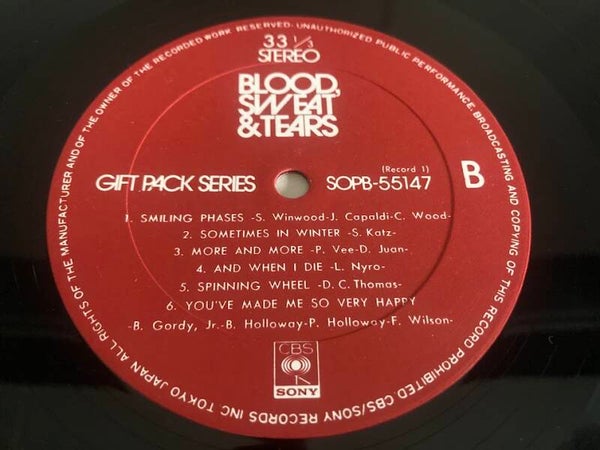 33 1/3
STEREO
BLOOD,
SWEAT
& TEARS
GIFT PACK SERIES
(Record 1)
SOPB-55147
B
1. SMILING PHASES -S. Winwood-J. Capaldi-C. Wood-
2. SOMETIMES IN WINTER -S. Katz-
3. MORE AND MORE -P. Vee-D. Juan-
4. AND WHEN I DIE -L. Nyro-
5. SPINNING WHEEL -D. C. Thomas-
6. YOU'VE MADE ME SO VERY HAPPY
-B. Gordy, Jr.-B. Holloway-P. Holloway-F. Wilson-
CBS
SONY
ALL RIGHTS OF THE MANUFACTURER AND OF THE OWNER OF THE RECORDED WORK RESERVED-UNAUTHORIZED PUBLIC PERFORMANCE, BROADCASTING AND COPYING OF THIS RECORD PROHIBITED CBS/SONY RECORDS INC TOKYO JAPAN